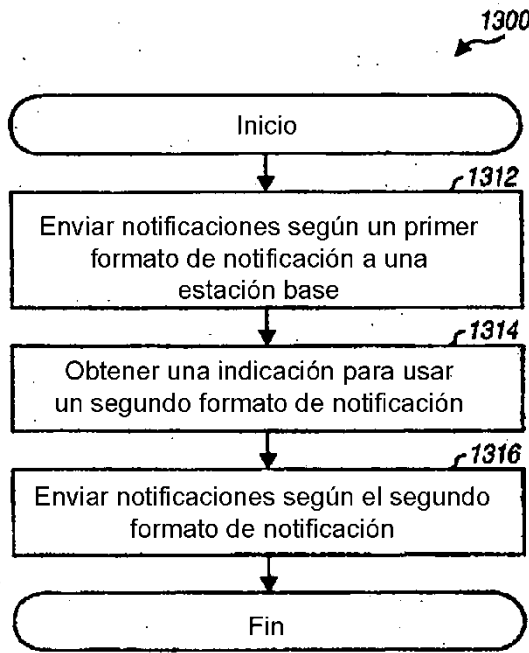 1300
Inicio
1312
Enviar notificaciones según un primer
formato de notificación a una
estación base
1314
Obtener una indicación para usar
un segundo formato de notificación
1316
Enviar notificaciones según el segundo
formato de notificación
Fin